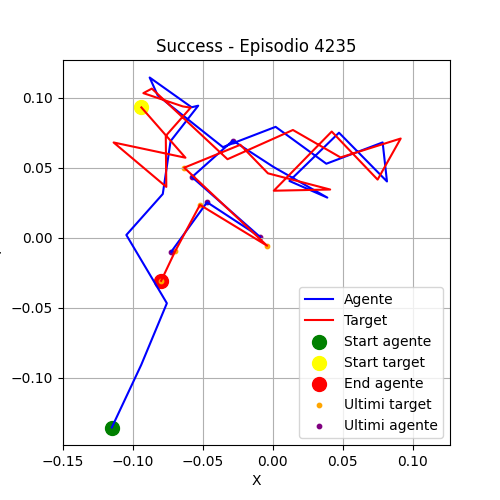 Success - Episodio 4235
0.10
0.05
0.00
−0.05
−0.10
−0.15
−0.10
−0.05
0.00
0.05
0.10
X
Agente
Target
Start agente
Start target
End agente
Ultimi target
Ultimi agente